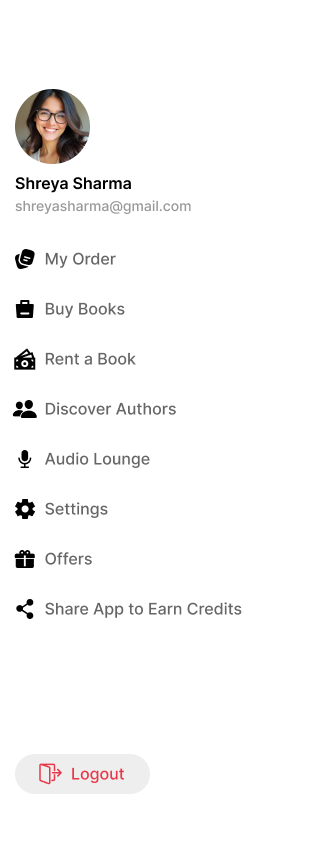 Shreya Sharma
shreyasharma@gmail.com
My Order
Buy Books
Rent a Book
Discover Authors
Audio Lounge
Settings
Offers
Share App to Earn Credits
Logout